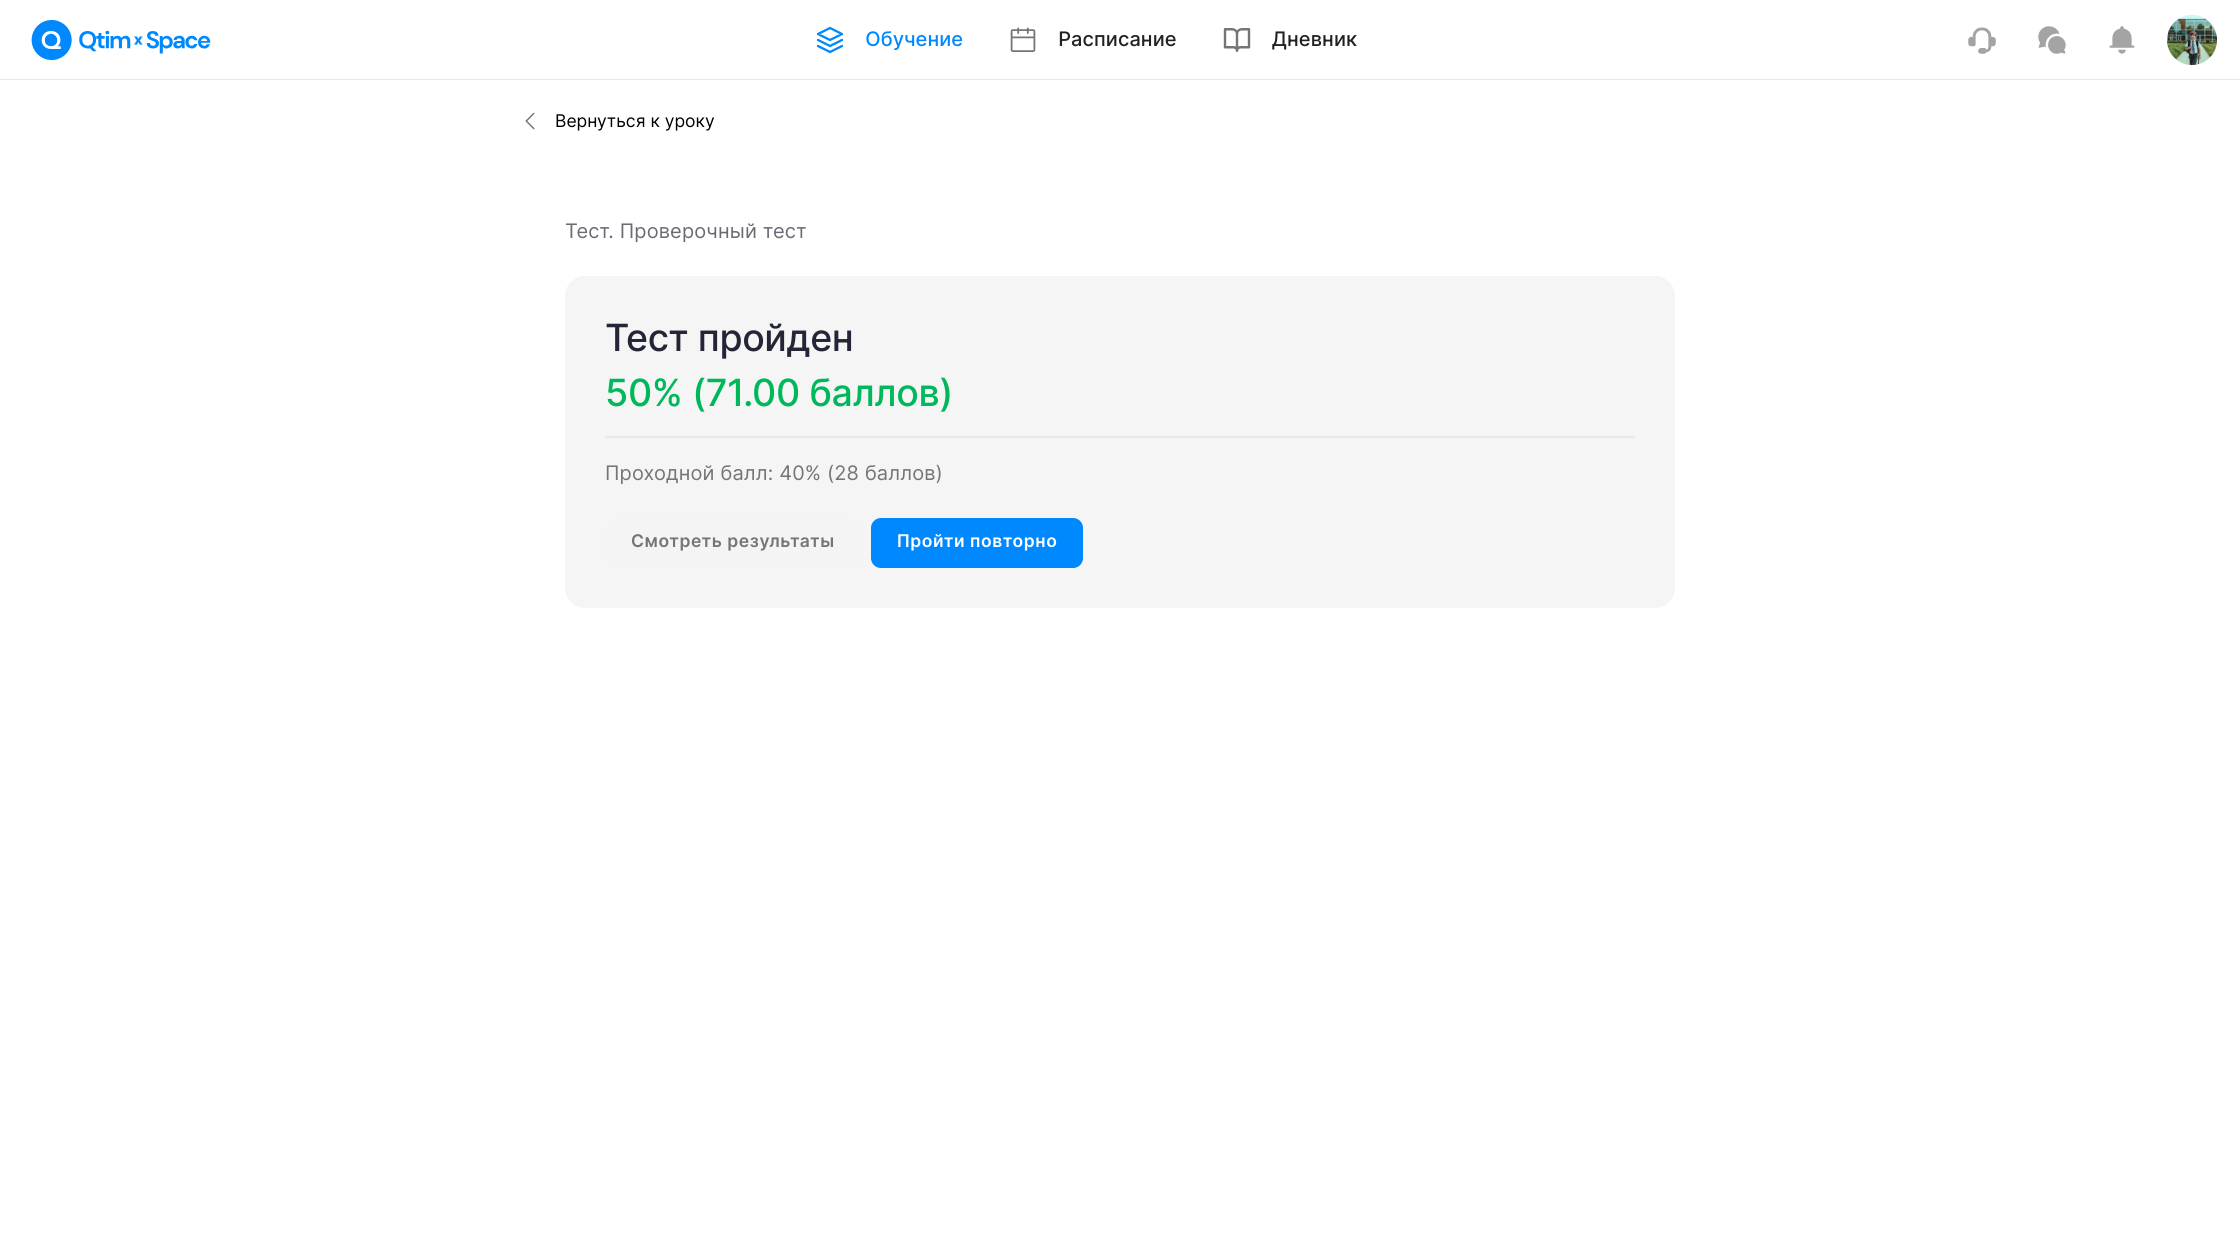 Qtim x Space
Обучение
Расписание
Дневник
Вернуться к уроку
Тест. Проверочный тест
Тест пройден
50% (71.00 баллов)
Проходной балл: 40% (28 баллов)
Смотреть результаты
Пройти повторно